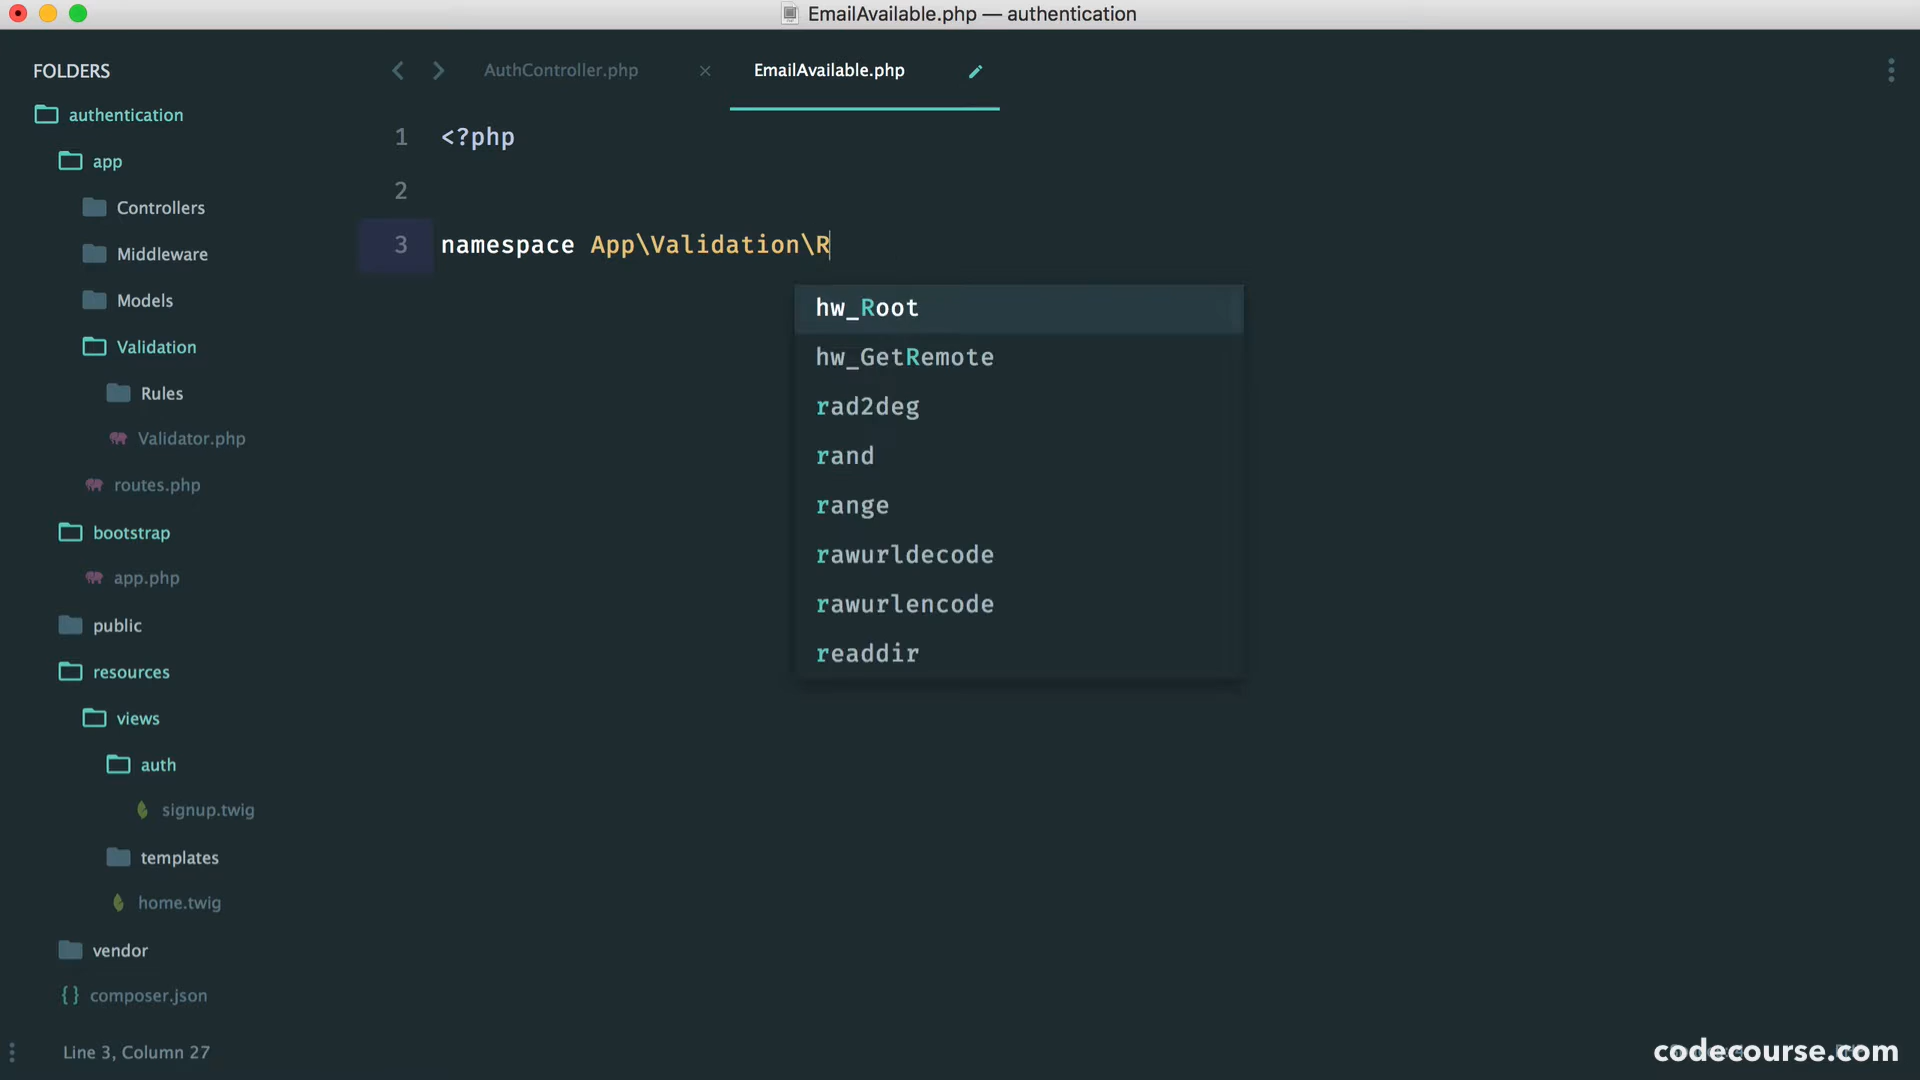 EmailAvailable.php — authentication
FOLDERS
authentication
app
Controllers
Middleware
Models
Validation
Rules
Validator.php
routes.php
bootstrap
app.php
public
resources
views
auth
signup.twig
templates
home.twig
vendor
{ } composer.json
AuthController.php
EmailAvailable.php
1 <?php
2
3 namespace App\Validation\R
hw_Root
hw_GetRemote
rad2deg
rand
range
rawurldecode
rawurlencode
readdir
Line 3, Column 27
codecourse.com